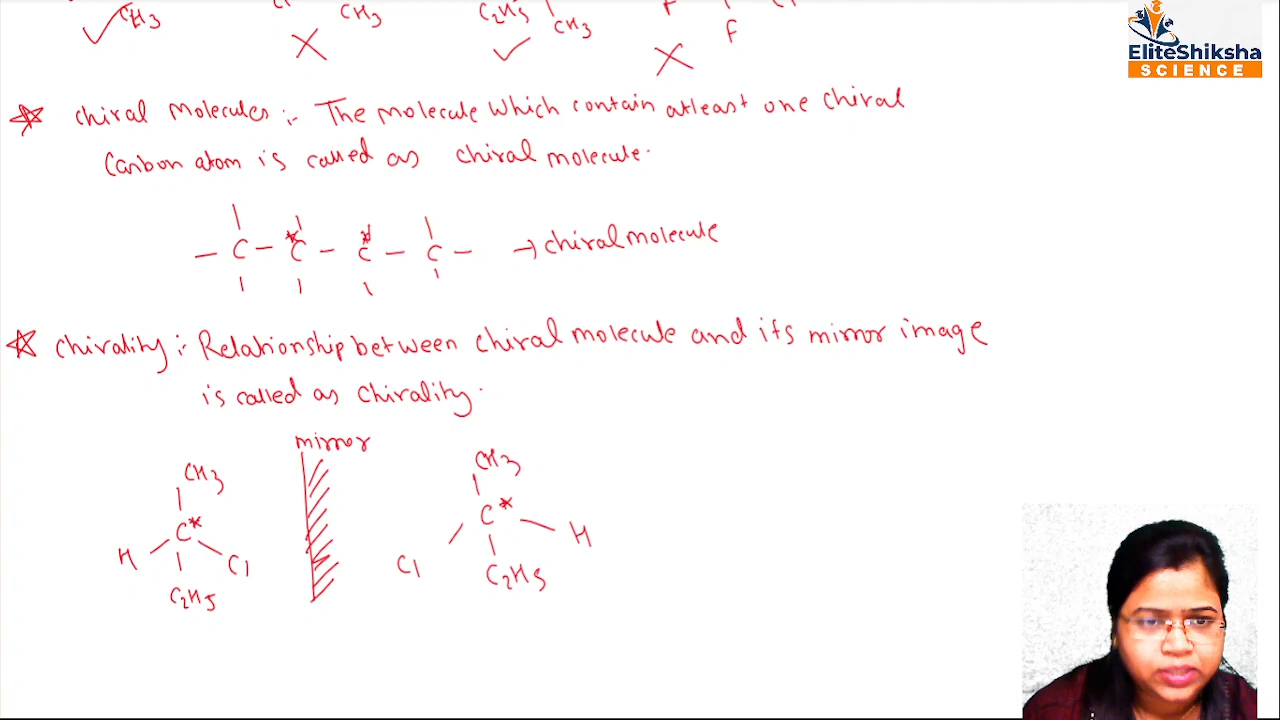 CH3
CH3
C2H5
CH3
F
EliteShiksha
SCIENCE
chiral molecules :- The molecule which contain atleast one chiral
Carbon atom is called as chiral molecule.
- C - C* - C* - C - → chiral molecule
chirality :- Relationship between chiral molecule and its mirror image
is called as chirality.
mirror
CH3 CH3
C* C*
H Cl Cl H
C2H5 C2H5